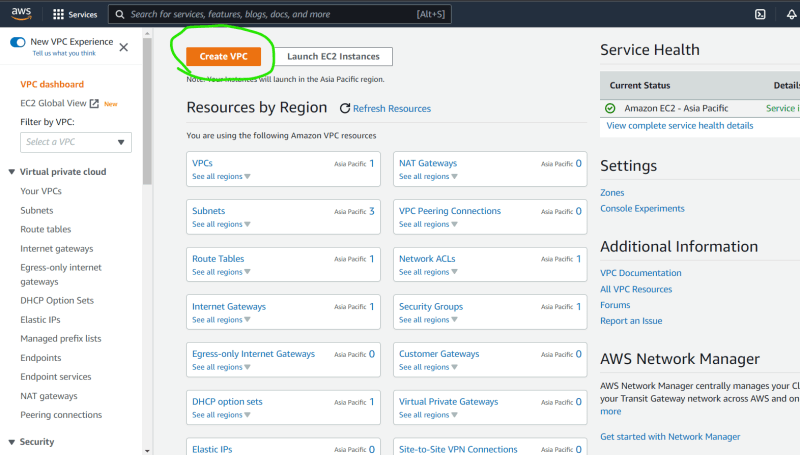 aws
Services
Search for services, features, blogs, docs, and more
[Alt+S]
New VPC Experience
Tell us what you think
VPC dashboard
EC2 Global View New
Filter by VPC:
Select a VPC
Virtual private cloud
Your VPCs
Subnets
Route tables
Internet gateways
Egress-only internet
gateways
DHCP Option Sets
Elastic IPs
Managed prefix lists
Endpoints
Endpoint services
NAT gateways
Peering connections
Security
Create VPC
Launch EC2 Instances
Note: Your Instances will launch in the Asia Pacific region.
Resources by Region
Refresh Resources
You are using the following Amazon VPC resources
VPCs Asia Pacific 1
See all regions
NAT Gateways Asia Pacific 0
See all regions
Subnets Asia Pacific 3
See all regions
VPC Peering Connections Asia Pacific 0
See all regions
Route Tables Asia Pacific 1
See all regions
Network ACLs Asia Pacific 1
See all regions
Internet Gateways Asia Pacific 1
See all regions
Security Groups Asia Pacific 1
See all regions
Egress-only Internet Gateways Asia Pacific 0
See all regions
Customer Gateways Asia Pacific 0
See all regions
DHCP option sets Asia Pacific 1
See all regions
Virtual Private Gateways Asia Pacific 0
See all regions
Elastic IPs Asia Pacific 0
Site-to-Site VPN Connections Asia Pacific 0
Service Health
Current Status Details
Amazon EC2 - Asia Pacific Service i
View complete service health details
Settings
Zones
Console Experiments
Additional Information
VPC Documentation
All VPC Resources
Forums
Report an Issue
AWS Network Manager
AWS Network Manager centrally manages your Cl
your Transit Gateway network across AWS and on
more
Get started with Network Manager